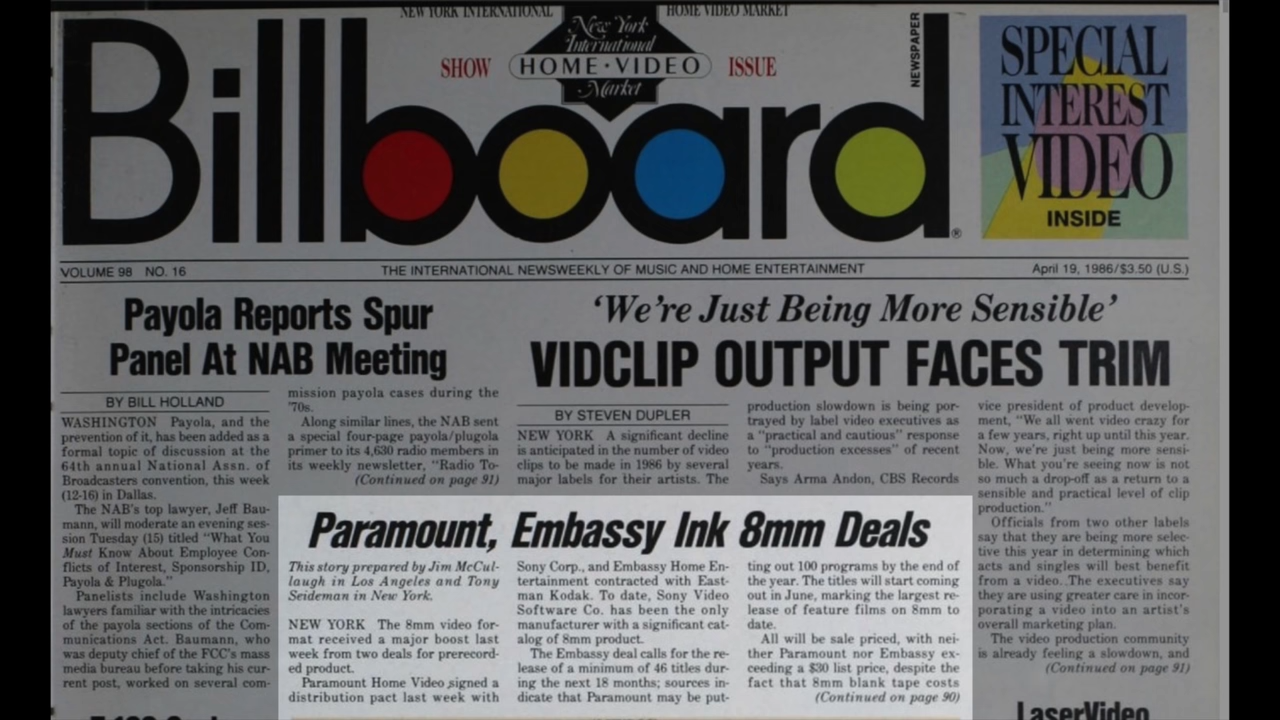 NEW YORK INTERNATIONAL HOME VIDEO MARKET
New York
International
SHOW HOME·VIDEO ISSUE
Market
Billboard®
NEWSPAPER
SPECIAL
INTEREST
VIDEO
INSIDE
VOLUME 98 NO. 16 THE INTERNATIONAL NEWSWEEKLY OF MUSIC AND HOME ENTERTAINMENT April 19, 1986/$3.50 (U.S.)
Payola Reports Spur
Panel At NAB Meeting
BY BILL HOLLAND
WASHINGTON Payola, and the
prevention of it, has been added as a
formal topic of discussion at the
64th annual National Assn. of
Broadcasters convention, this week
(12-16) in Dallas.
The NAB's top lawyer, Jeff Bau-
mann, will moderate an evening ses-
sion Tuesday (15) titled "What You
Must Know About Employee Con-
flicts of Interest, Sponsorship ID,
Payola & Plugola."
Panelists include Washington
lawyers familiar with the intricacies
of the payola sections of the Com-
munications Act. Baumann, who
was deputy chief of the FCC's mass
media bureau before taking his cur-
rent post, worked on several com-
mission payola cases during the
'70s.
Along similar lines, the NAB sent
a special four-page payola/plugola
primer to its 4,630 radio members in
its weekly newsletter, "Radio To-
(Continued on page 91)
'We're Just Being More Sensible'
VIDCLIP OUTPUT FACES TRIM
BY STEVEN DUPLER
NEW YORK A significant decline
is anticipated in the number of video
clips to be made in 1986 by several
major labels for their artists. The
production slowdown is being por-
trayed by label video executives as
a "practical and cautious" response
to "production excesses" of recent
years.
Says Arma Andon, CBS Records
vice president of product develop-
ment, "We all went video crazy for
a few years, right up until this year.
Now, we're just being more sensi-
ble. What you're seeing now is not
so much a drop-off as a return to a
sensible and practical level of clip
production."
Officials from two other labels
say that they are being more selec-
tive this year in determining which
acts and singles will best benefit
from a video. The executives say
they are using greater care in incor-
porating a video into an artist's
overall marketing plan.
The video production community
is already feeling a slowdown, and
(Continued on page 91)
Paramount, Embassy Ink 8mm Deals
This story prepared by Jim McCul-
laugh in Los Angeles and Tony
Seideman in New York.
NEW YORK The 8mm video for-
mat received a major boost last
week from two deals for prerecord-
ed product.
Paramount Home Video signed a
distribution pact last week with
Sony Corp., and Embassy Home En-
tertainment contracted with East-
man Kodak. To date, Sony Video
Software Co. has been the only
manufacturer with a significant cat-
alog of 8mm product.
The Embassy deal calls for the re-
lease of a minimum of 46 titles dur-
ing the next 18 months; sources in-
dicate that Paramount may be put-
ting out 100 programs by the end of
the year. The titles will start coming
out in June, marking the largest re-
lease of feature films on 8mm to
date.
All will be sale priced, with nei-
ther Paramount nor Embassy ex-
ceeding a $30 list price, despite the
fact that 8mm blank tape costs
(Continued on page 90)
LaserVideo